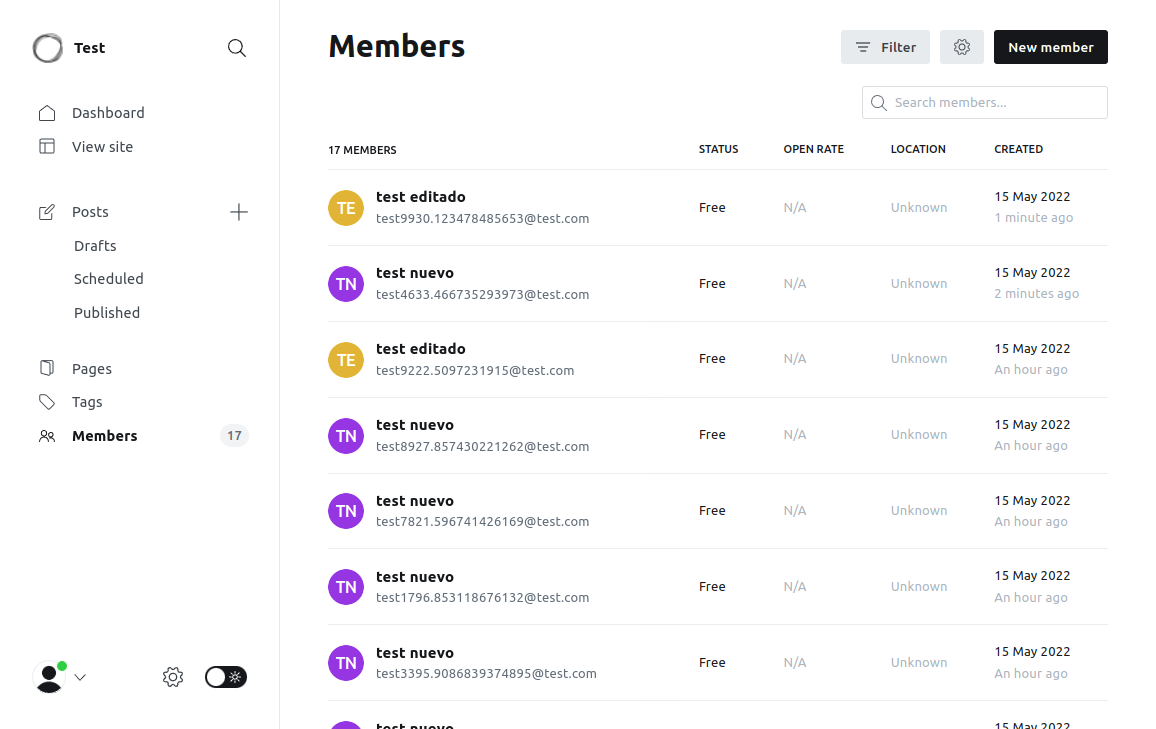 Test
Dashboard
View site
Posts
Drafts
Scheduled
Published
Pages
Tags
Members 17
Members
Filter
New member
Search members...
17 MEMBERS STATUS OPEN RATE LOCATION CREATED
TE test editado Free N/A Unknown 15 May 2022
test9930.123478485653@test.com 1 minute ago
TN test nuevo Free N/A Unknown 15 May 2022
test4633.466735293973@test.com 2 minutes ago
TE test editado Free N/A Unknown 15 May 2022
test9222.5097231915@test.com An hour ago
TN test nuevo Free N/A Unknown 15 May 2022
test8927.857430221262@test.com An hour ago
TN test nuevo Free N/A Unknown 15 May 2022
test7821.596741426169@test.com An hour ago
TN test nuevo Free N/A Unknown 15 May 2022
test1796.853118676132@test.com An hour ago
TN test nuevo Free N/A Unknown 15 May 2022
test3395.9086839374895@test.com An hour ago
test nuevo 15 May 2022